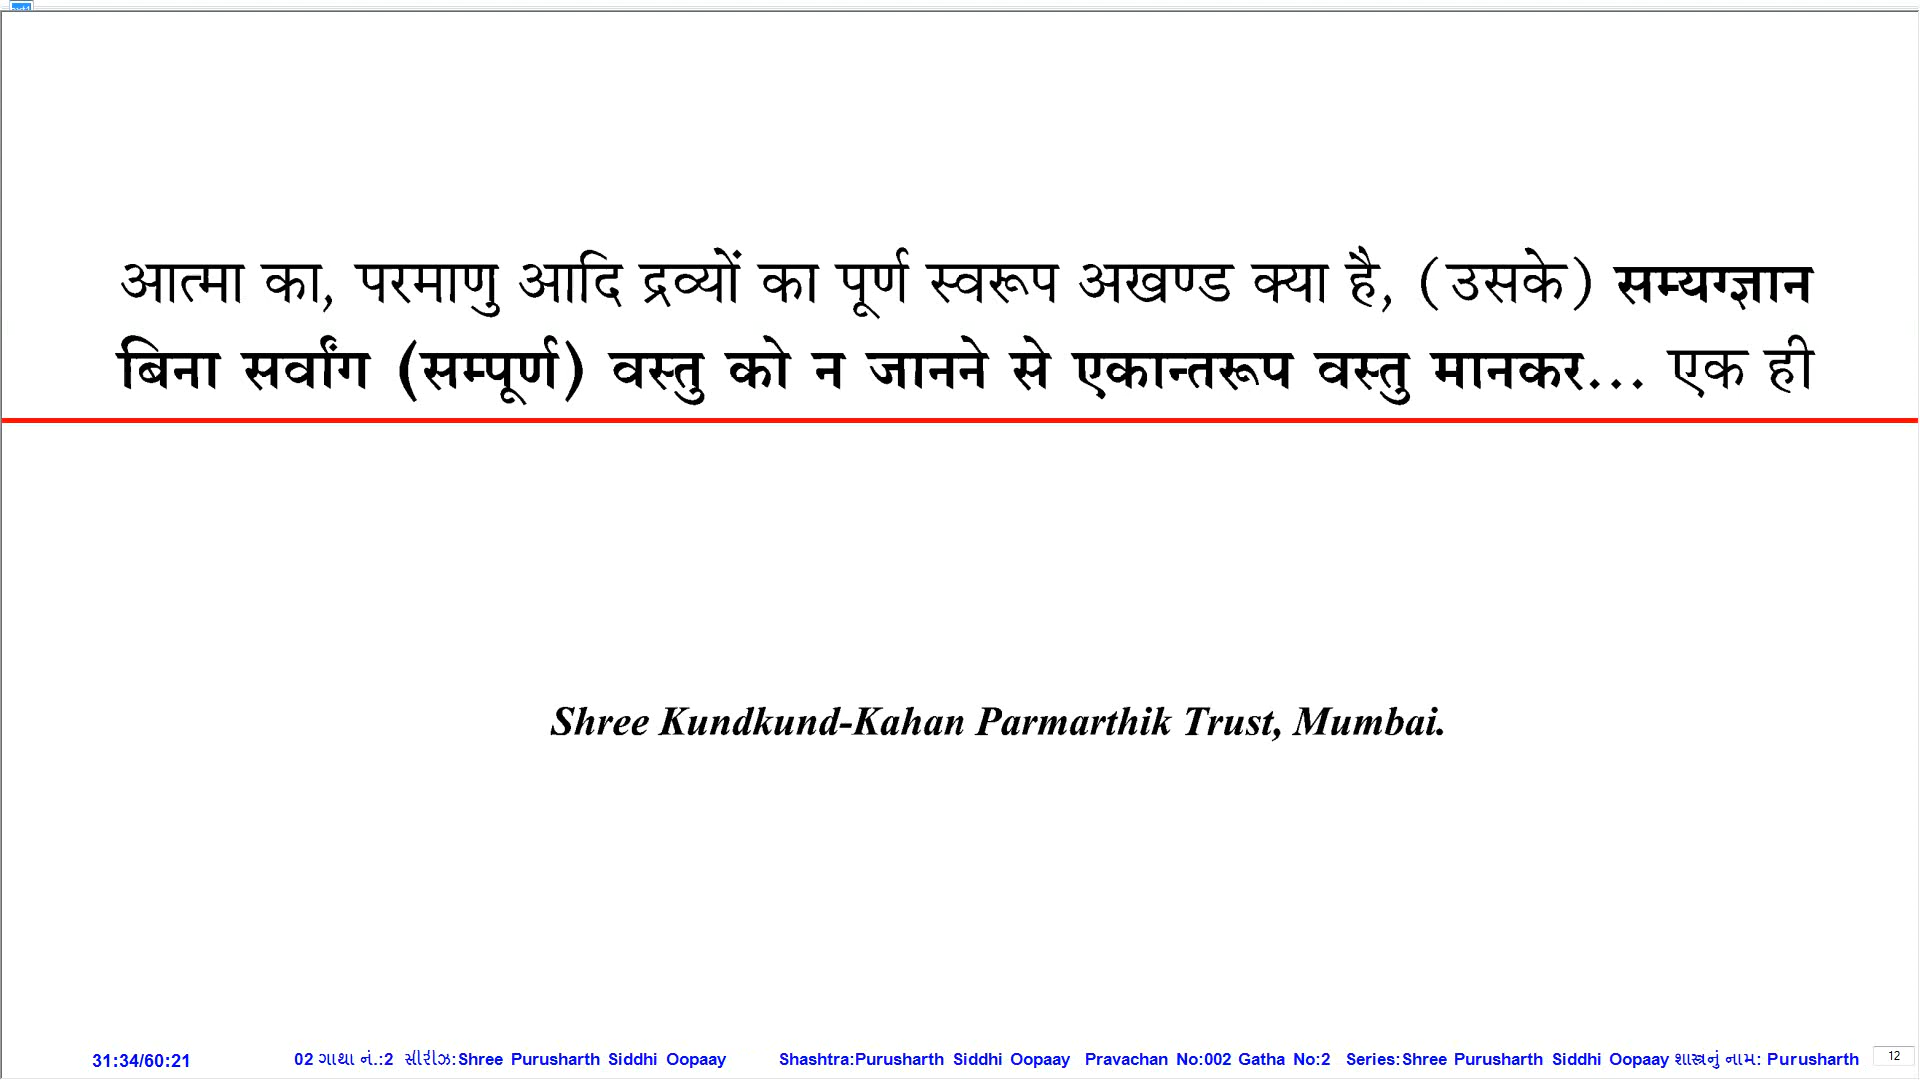 आत्मा का, परमाणु आदि द्रव्यों का पूर्ण स्वरूप अखण्ड क्या है, (उसके) सम्यग्ज्ञान
बिना सर्वांग (सम्पूर्ण) वस्तु को न जानने से एकान्तरूप वस्तु मानकर... एक ही
Shree Kundkund-Kahan Parmarthik Trust, Mumbai.
31:34/60:21 02 ગાથા નં.:2 સીરીઝ:Shree Purusharth Siddhi Oopaay Shashtra:Purusharth Siddhi Oopaay Pravachan No:002 Gatha No:2 Series:Shree Purusharth Siddhi Oopaay શાસ્ત્રનું નામ: Purusharth 12